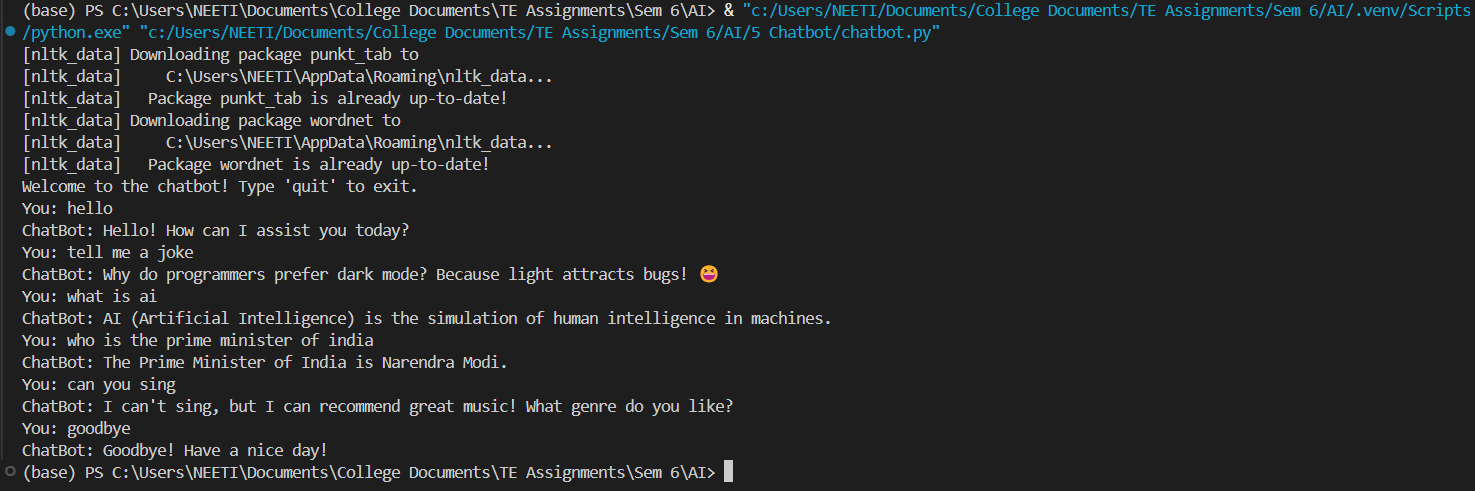 (base) PS C:\Users\NEETI\Documents\College Documents\TE Assignments\Sem 6\AI> & "c:/Users/NEETI/Documents/College Documents/TE Assignments/Sem 6/AI/.venv/Scripts
/python.exe" "c:/Users/NEETI/Documents/College Documents/TE Assignments/Sem 6/AI/5 Chatbot/chatbot.py"
[nltk_data] Downloading package punkt_tab to
[nltk_data]     C:\Users\NEETI\AppData\Roaming\nltk_data...
[nltk_data]   Package punkt_tab is already up-to-date!
[nltk_data] Downloading package wordnet to
[nltk_data]     C:\Users\NEETI\AppData\Roaming\nltk_data...
[nltk_data]   Package wordnet is already up-to-date!
Welcome to the chatbot! Type 'quit' to exit.
You: hello
ChatBot: Hello! How can I assist you today?
You: tell me a joke
ChatBot: Why do programmers prefer dark mode? Because light attracts bugs! 😆
You: what is ai
ChatBot: AI (Artificial Intelligence) is the simulation of human intelligence in machines.
You: who is the prime minister of india
ChatBot: The Prime Minister of India is Narendra Modi.
You: can you sing
ChatBot: I can't sing, but I can recommend great music! What genre do you like?
You: goodbye
ChatBot: Goodbye! Have a nice day!
(base) PS C:\Users\NEETI\Documents\College Documents\TE Assignments\Sem 6\AI>